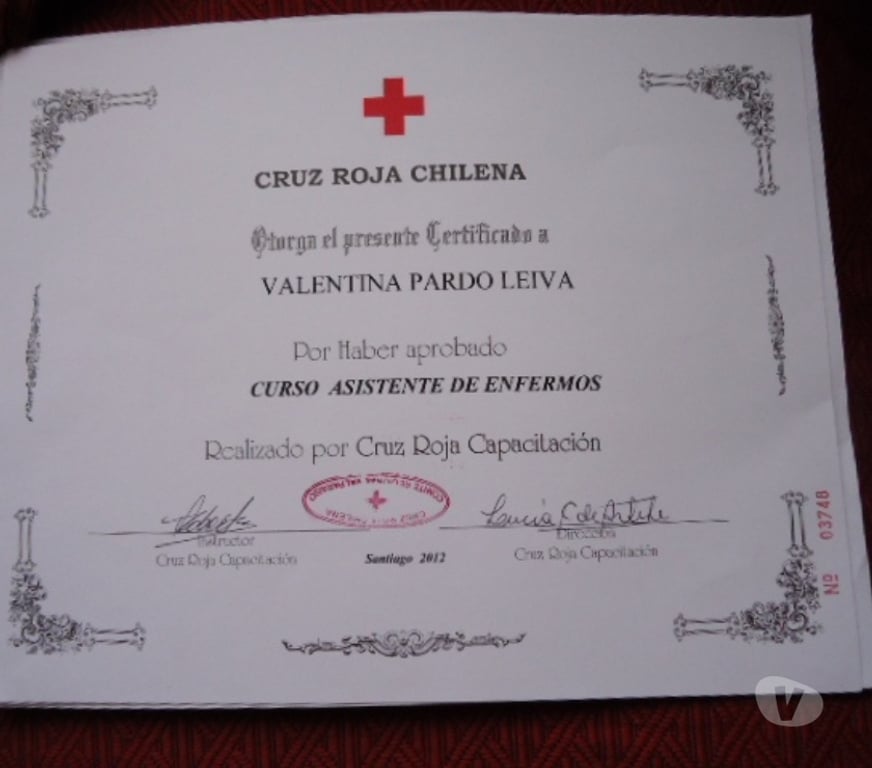 CRUZ ROJA CHILENA
Otorga el presente Certificado a
VALENTINA PARDO LEIVA
Por Haber aprobado
CURSO ASISTENTE DE ENFERMOS
Realizado por Cruz Roja Capacitación
Instructor
Cruz Roja Capacitación
Santiago 2012
Directora
Cruz Roja Capacitación
Nº 03748
V